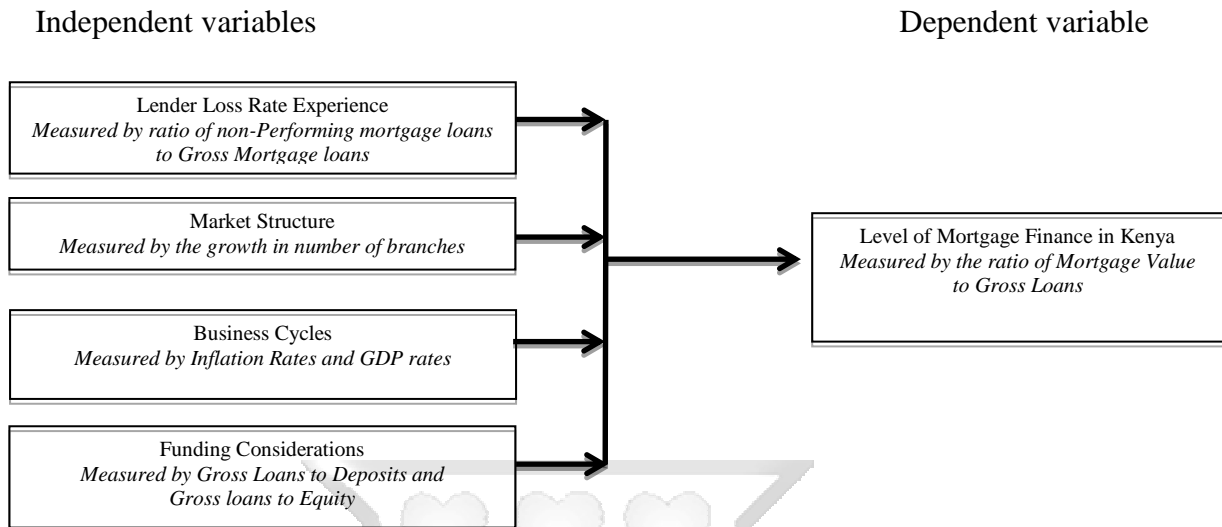 Independent variables
Dependent variable
Lender Loss Rate Experience
Measured by ratio of non-Performing mortgage loans
to Gross Mortgage loans
Market Structure
Measured by the growth in number of branches
Business Cycles
Measured by Inflation Rates and GDP rates
Funding Considerations
Measured by Gross Loans to Deposits and
Gross loans to Equity
Level of Mortgage Finance in Kenya
Measured by the ratio of Mortgage Value
to Gross Loans